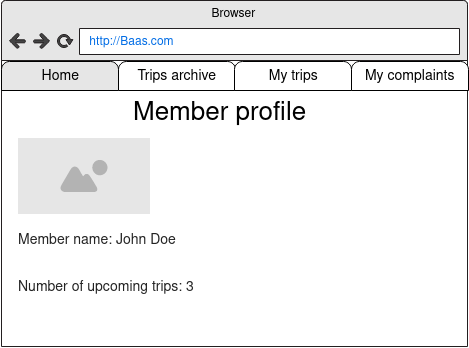 Browser
http://Baas.com
Home
Trips archive
My trips
My complaints
Member profile
Member name: John Doe
Number of upcoming trips: 3